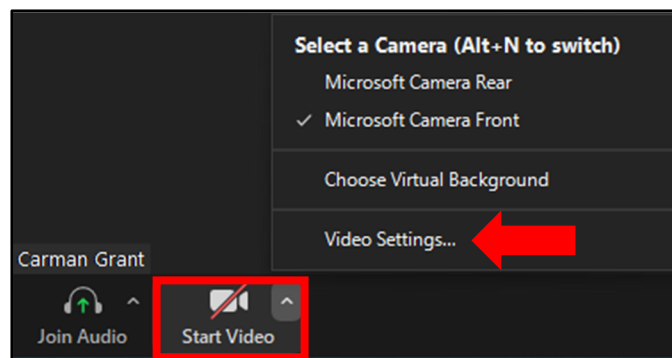 Select a Camera (Alt+N to switch)
Microsoft Camera Rear
Microsoft Camera Front
Choose Virtual Background
Video Settings...
Carman Grant
Join Audio
Start Video